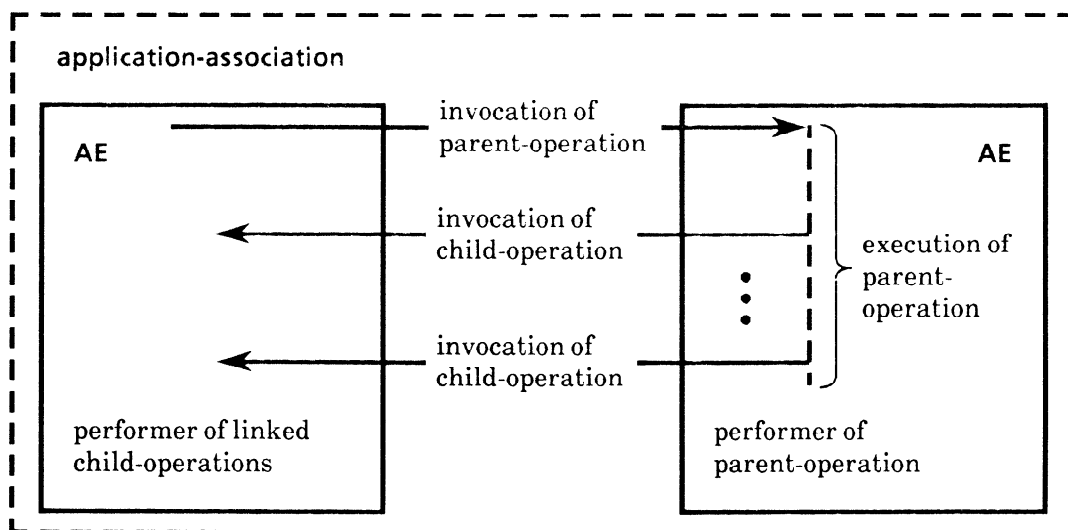 application-association
AE
invocation of
parent-operation
AE
invocation of
child-operation
execution of
parent-
operation
invocation of
child-operation
performer of linked
child-operations
performer of
parent-operation